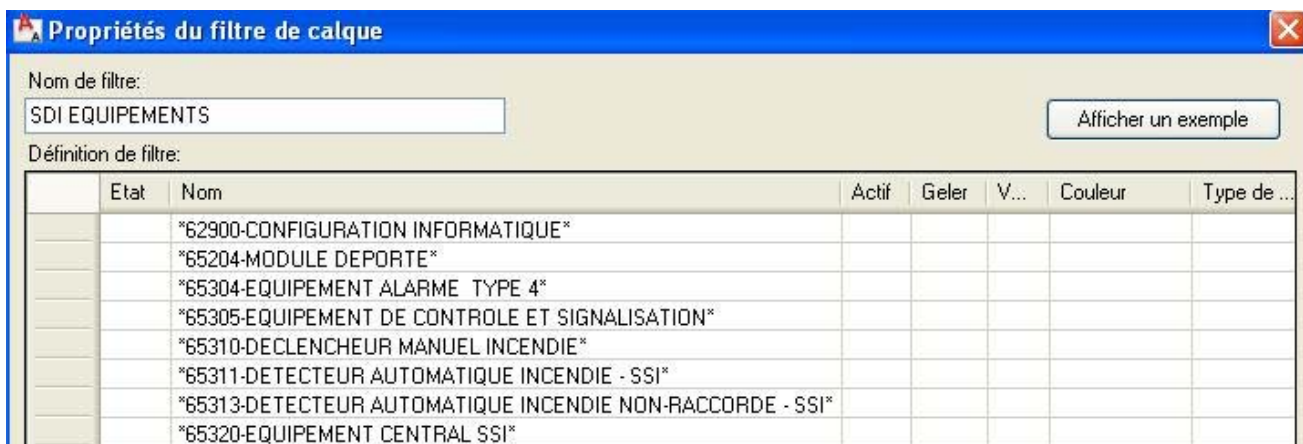 Propriétés du filtre de calque
Nom de filtre:
SDI EQUIPEMENTS
Afficher un exemple
Définition de filtre:
Etat Nom Actif Geler V... Couleur Type de ...
*62900-CONFIGURATION INFORMATIQUE*
*65204-MODULE DEPORTE*
*65304-EQUIPEMENT ALARME  TYPE 4*
*65305-EQUIPEMENT DE CONTROLE ET SIGNALISATION*
*65310-DECLENCHEUR MANUEL INCENDIE*
*65311-DETECTEUR AUTOMATIQUE INCENDIE - SSI*
*65313-DETECTEUR AUTOMATIQUE INCENDIE NON-RACCORDE - SSI*
*65320-EQUIPEMENT CENTRAL SSI*